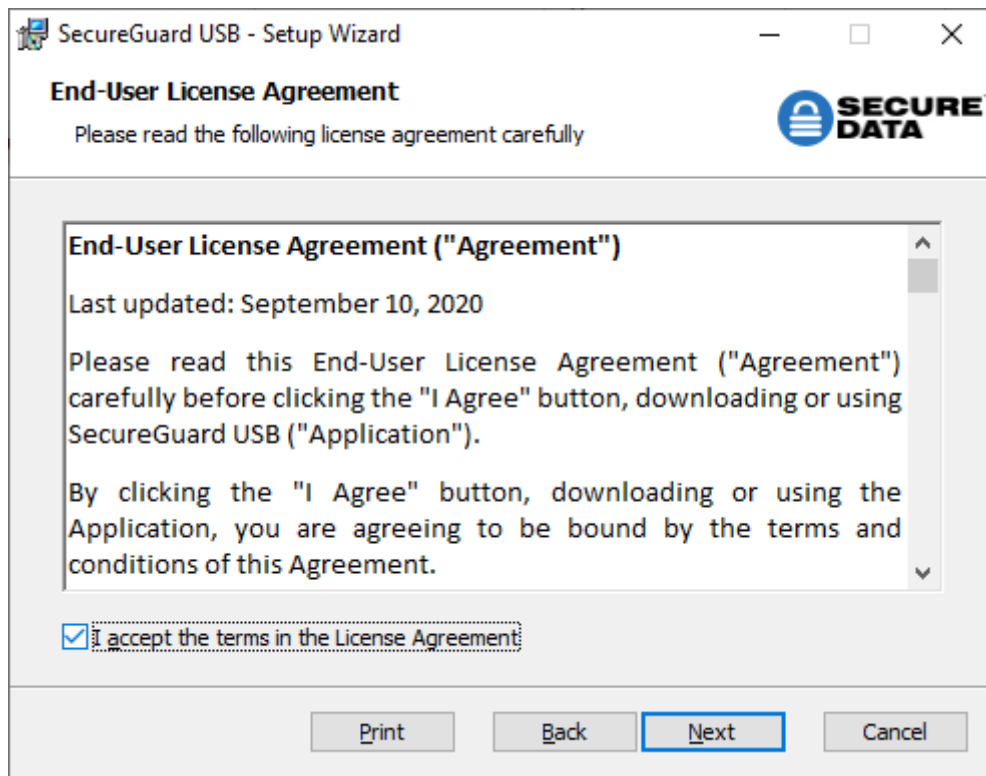 SecureGuard USB - Setup Wizard
End-User License Agreement
Please read the following license agreement carefully
SECURE
DATA
End-User License Agreement ("Agreement")
Last updated: September 10, 2020
Please read this End-User License Agreement ("Agreement")
carefully before clicking the "I Agree" button, downloading or using
SecureGuard USB ("Application").
By clicking the "I Agree" button, downloading or using the
Application, you are agreeing to be bound by the terms and
conditions of this Agreement.
I accept the terms in the License Agreement
Print
Back
Next
Cancel